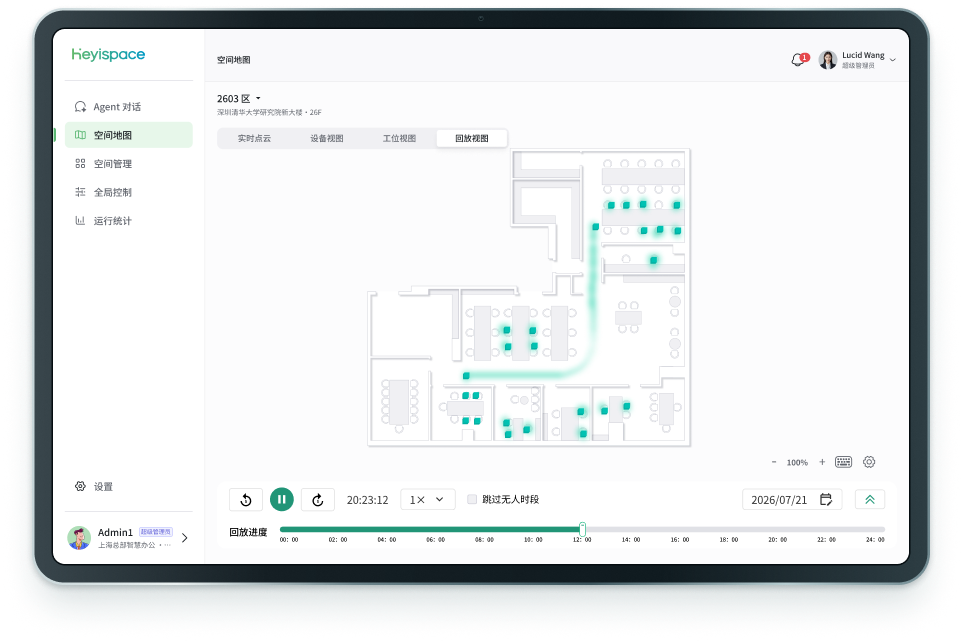 heyispace
空间地图
1
Lucid Wang
超级管理员
Agent 对话
空间地图
空间管理
全局控制
运行统计
2603 区
深圳清华大学研究院新大楼・26F
实时点云
设备视图
工位视图
回放视图
- 100% +
设置
Admin1 超级管理员
上海总部智慧办公・…
20:23:12
1×
跳过无人时段
2026/07/21
回放进度
00: 00 02: 00 04: 00 06: 00 08: 00 10: 00 12: 00 14: 00 16: 00 18: 00 20: 00 22: 00 24: 00